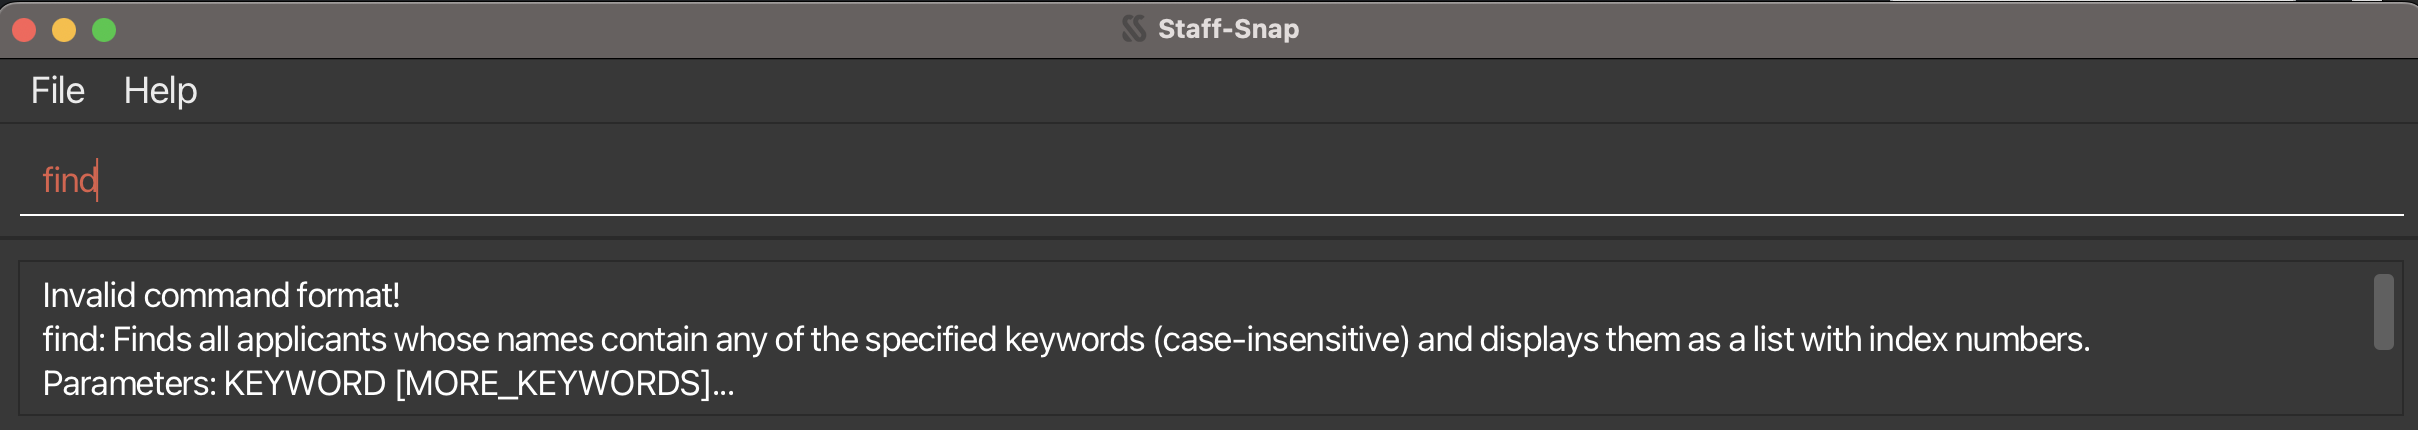 Staff-Snap
File Help
find
Invalid command format!
find: Finds all applicants whose names contain any of the specified keywords (case-insensitive) and displays them as a list with index numbers.
Parameters: KEYWORD [MORE_KEYWORDS]...